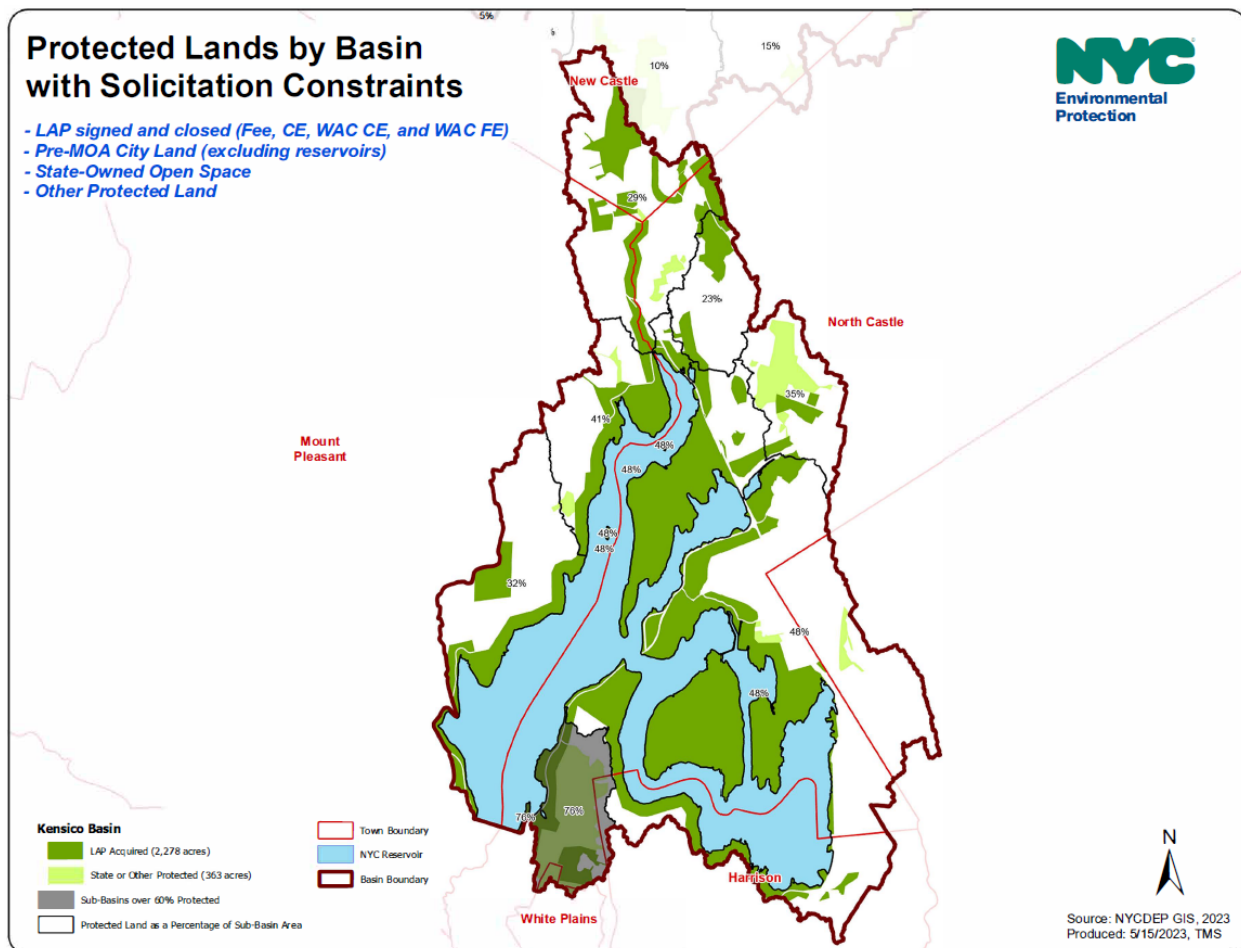 Protected Lands by Basin
with Solicitation Constraints
- LAP signed and closed (Fee, CE, WAC CE, and WAC FE)
- Pre-MOA City Land (excluding reservoirs)
- State-Owned Open Space
- Other Protected Land
NYC
Environmental
Protection
5%
%
15%
10%
New Castle
29%
23%
North Castle
35%
41%
Mount
Pleasant
48%
48%
48%
48%
32%
48%
48%
76%
76%
Harrison
White Plains
Kensico Basin
LAP Acquired (2,278 acres)
State or Other Protected (363 acres)
Sub-Basins over 60% Protected
Protected Land as a Percentage of Sub-Basin Area
Town Boundary
NYC Reservoir
Basin Boundary
N
Source: NYCDEP GIS, 2023
Produced: 5/15/2023, TMS